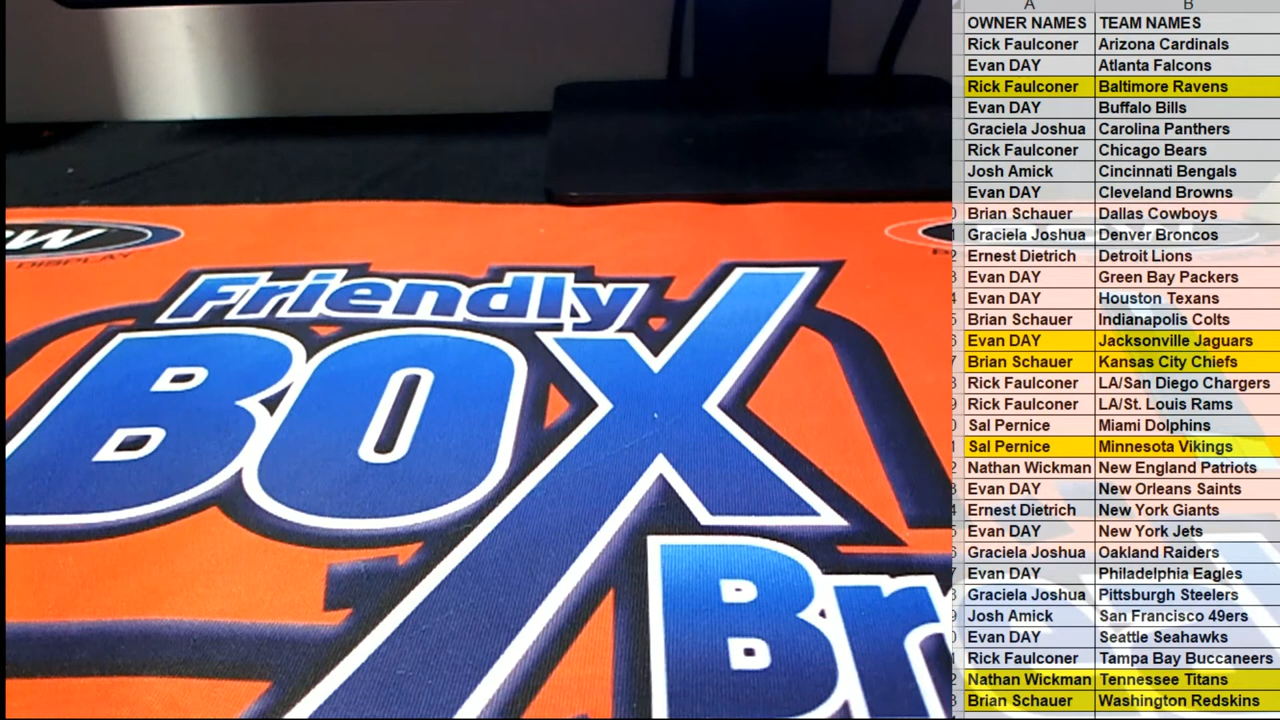 A B
OWNER NAMES TEAM NAMES
Rick Faulconer Arizona Cardinals
Evan DAY Atlanta Falcons
Rick Faulconer Baltimore Ravens
Evan DAY Buffalo Bills
Graciela Joshua Carolina Panthers
Rick Faulconer Chicago Bears
Josh Amick Cincinnati Bengals
Evan DAY Cleveland Browns
Brian Schauer Dallas Cowboys
Graciela Joshua Denver Broncos
Ernest Dietrich Detroit Lions
Evan DAY Green Bay Packers
Evan DAY Houston Texans
Brian Schauer Indianapolis Colts
Evan DAY Jacksonville Jaguars
Brian Schauer Kansas City Chiefs
Rick Faulconer LA/San Diego Chargers
Rick Faulconer LA/St. Louis Rams
Sal Pernice Miami Dolphins
Sal Pernice Minnesota Vikings
Nathan Wickman New England Patriots
Evan DAY New Orleans Saints
Ernest Dietrich New York Giants
Evan DAY New York Jets
Graciela Joshua Oakland Raiders
Evan DAY Philadelphia Eagles
Graciela Joshua Pittsburgh Steelers
Josh Amick San Francisco 49ers
Evan DAY Seattle Seahawks
Rick Faulconer Tampa Bay Buccaneers
Nathan Wickman Tennessee Titans
Brian Schauer Washington Redskins
W
DISPLAY
Friendly
BOX
Br